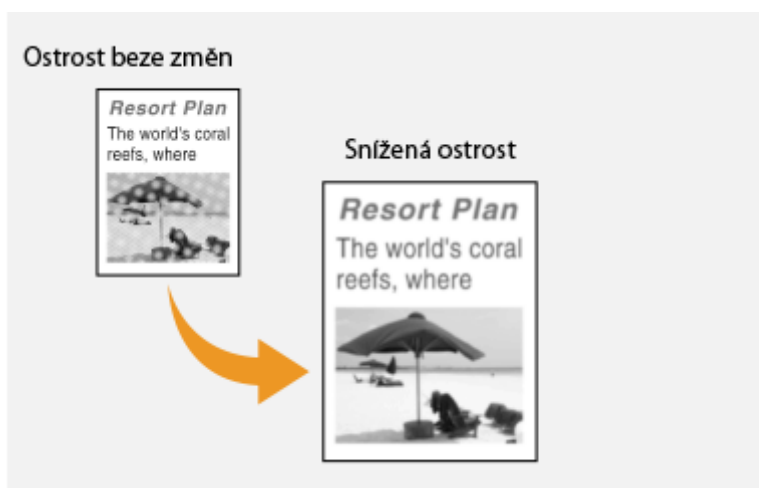 Ostrost beze změn
Resort Plan
The world's coral
reefs, where
Snížená ostrost
Resort Plan
The world's coral
reefs, where